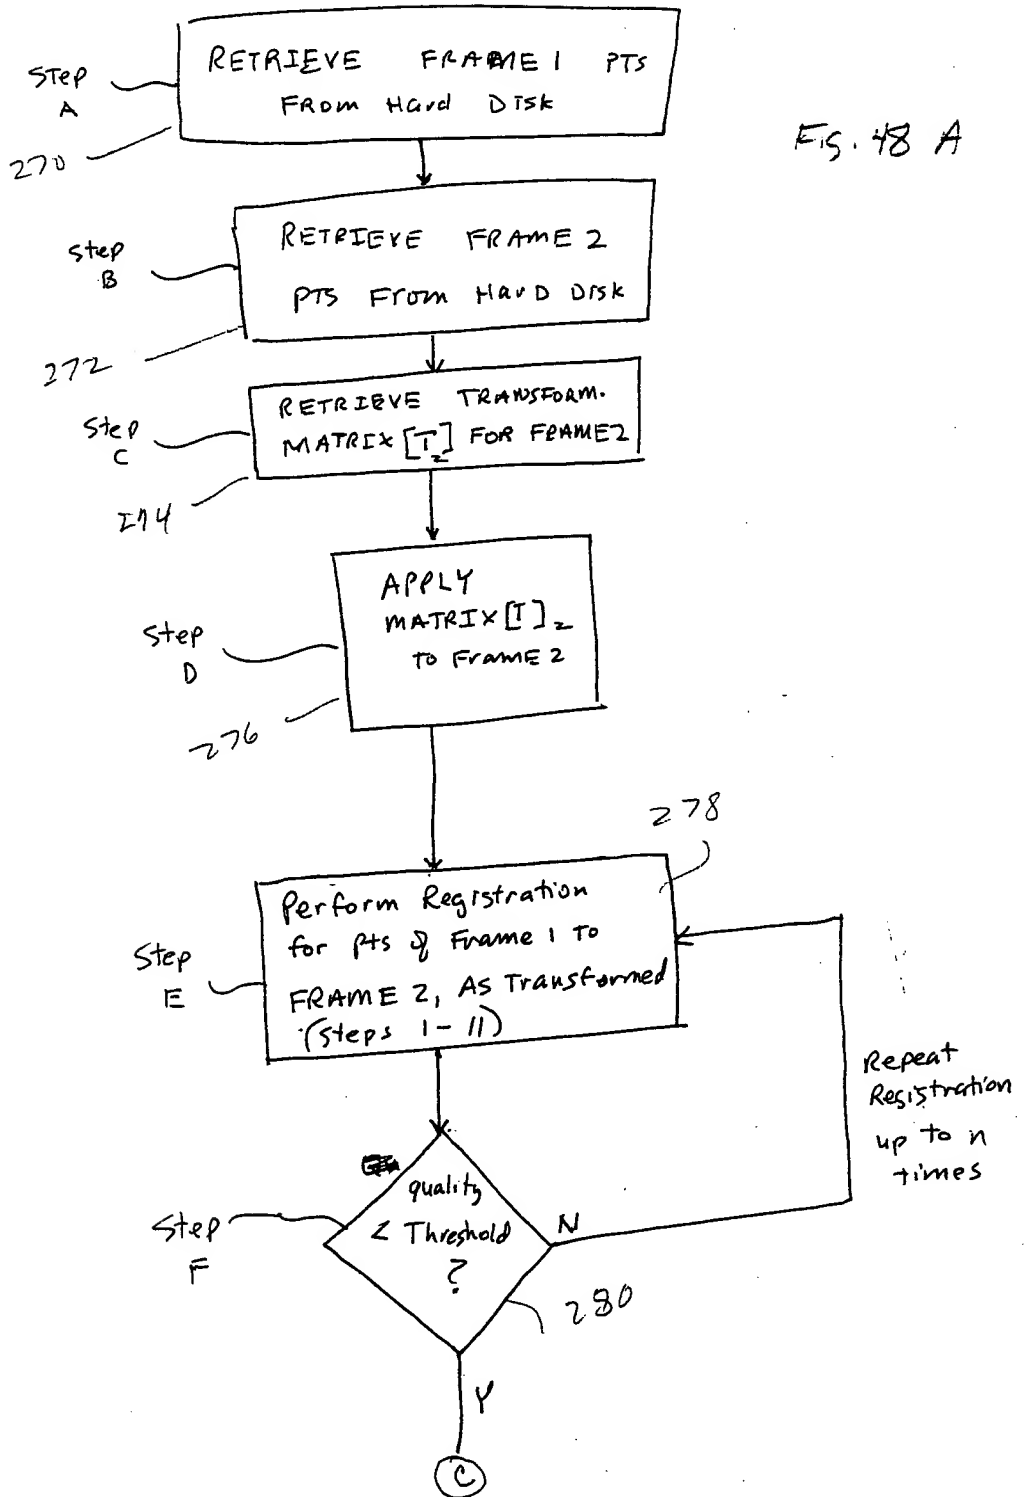 RETRIEVE FRAME 1 PTS
FROM Hard Disk
Step
A
270
Fig. 48 A
RETRIEVE FRAME 2
PTS From HarD Disk
Step
B
272
RETRIEVE TRANSFORM.
MATRIX [T2] FOR FRAME2
Step
C
274
APPLY
MATRIX [T]2
to FramE 2
Step
D
276
278
Perform Registration
for pts of Frame 1 To
FRAME 2, As Transformed
(steps 1-11)
Step
E
Repeat
Registration
up to n
times
quality
< Threshold
?
Step
F
N
280
Y
C